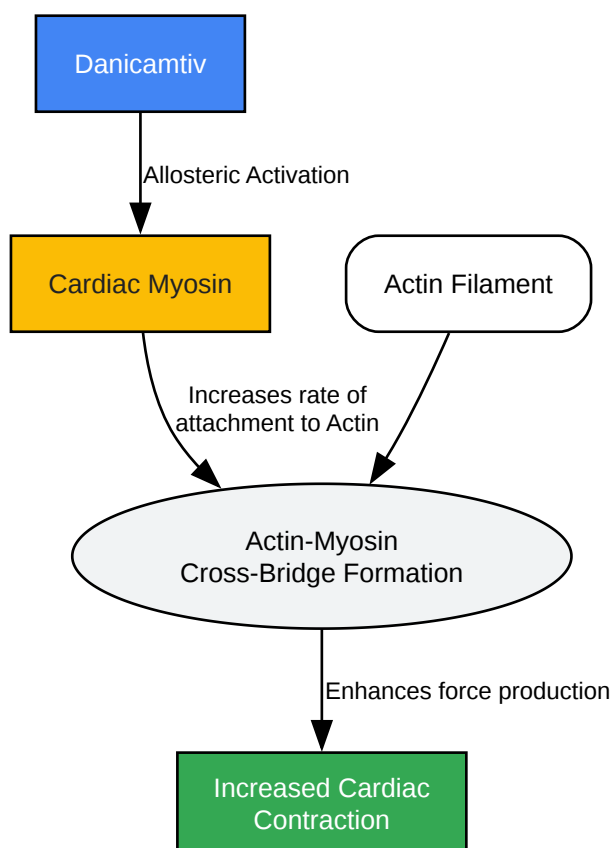 Danicamtiv
Allosteric Activation
Cardiac Myosin
Actin Filament
Increases rate of
attachment to Actin
Actin-Myosin
Cross-Bridge Formation
Enhances force production
Increased Cardiac
Contraction